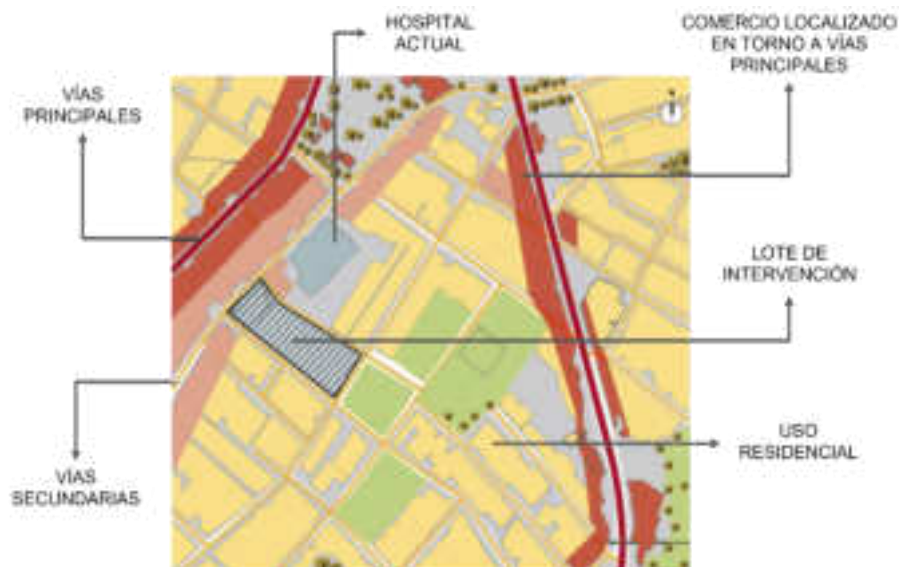 HOSPITAL
ACTUAL
COMERCIO LOCALIZADO
EN TORNO A VÍAS
PRINCIPALES
VÍAS
PRINCIPALES
LOTE DE
INTERVENCIÓN
USO
RESIDENCIAL
VÍAS
SECUNDARIAS